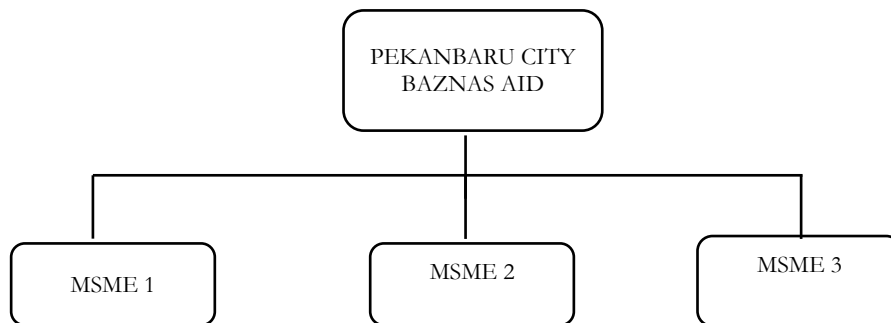 PEKANBARU CITY
BAZNAS AID
MSME 1
MSME 2
MSME 3